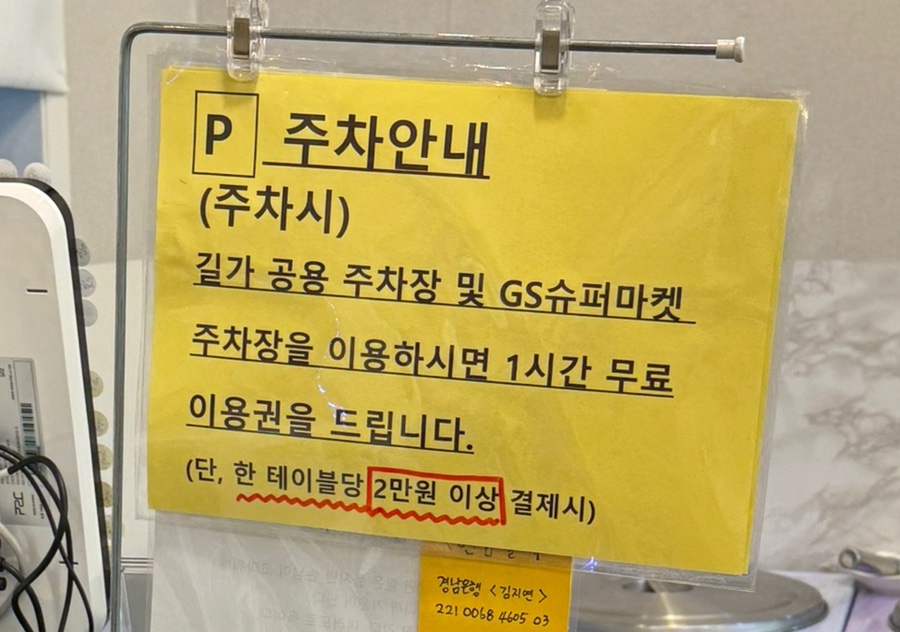 P 주차안내
(주차시)
길가 공용 주차장 및 GS슈퍼마켓
주차장을 이용하시면 1시간 무료
이용권을 드립니다.
(단, 한 테이블당 2만원 이상 결제시)
경남은행 <김지연>
221 0068 4605 03
P2C